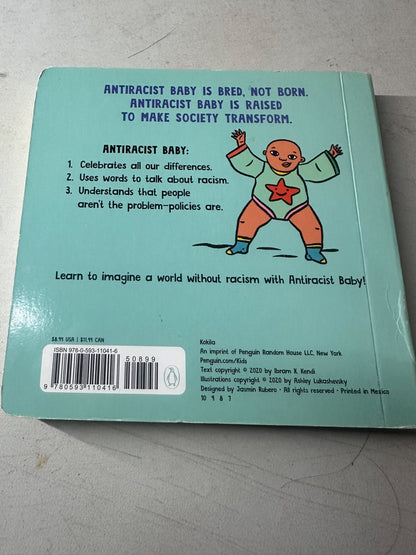 ANTIRACIST BABY IS BRED, NOT BORN.
ANTIRACIST BABY IS RAISED
TO MAKE SOCIETY TRANSFORM.
ANTIRACIST BABY:
1. Celebrates all our differences.
2. Uses words to talk about racism.
3. Understands that people
aren't the problem-policies are.
Learn to imagine a world without racism with Antiracist Baby!
$8.99 USA | $11.99 CAN
ISBN 978-0-593-11041-6
50899
9 780593 110416
Kokila
An imprint of Penguin Random House LLC, New York
Penguin.com/Kids
Text copyright © 2020 by Ibram X. Kendi
Illustrations copyright © 2020 by Ashley Lukashevsky
Designed by Jasmin Rubero • All rights reserved • Printed in Mexico
10 9 8 7